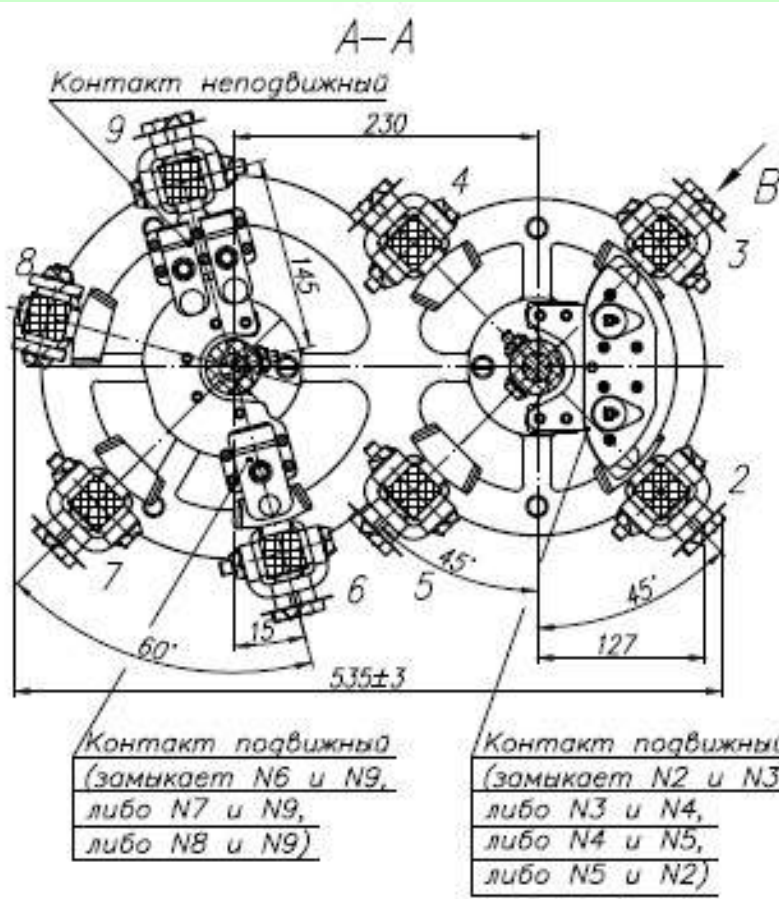 А-А
Контакт неподвижный
9
230
4
В
3
8
145
2
7
6
5
45°
45°
15
60°
127
535±3
Контакт подвижный
(замыкает N6 и N9,
либо N7 и N9,
либо N8 и N9)
Контакт подвижный
(замыкает N2 и N3
либо N3 и N4,
либо N4 и N5,
либо N5 и N2)